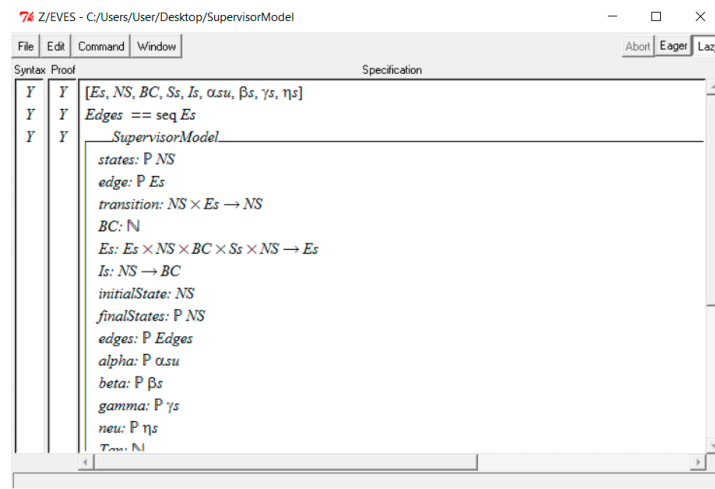 Z/EVES - C:/Users/User/Desktop/SupervisorModel
File Edit Command Window Abort Eager Laz
Syntax Proof Specification
Y Y [Es, NS, BC, Ss, Is, αsu, βs, γs, ηs]
Y Y Edges == seq Es
Y Y SupervisorModel
states: ℙ NS
edge: ℙ Es
transition: NS × Es → NS
BC: ℕ
Es: Es × NS × BC × Ss × NS → Es
Is: NS → BC
initialState: NS
finalStates: ℙ NS
edges: ℙ Edges
alpha: ℙ αsu
beta: ℙ βs
gamma: ℙ γs
neu: ℙ ηs